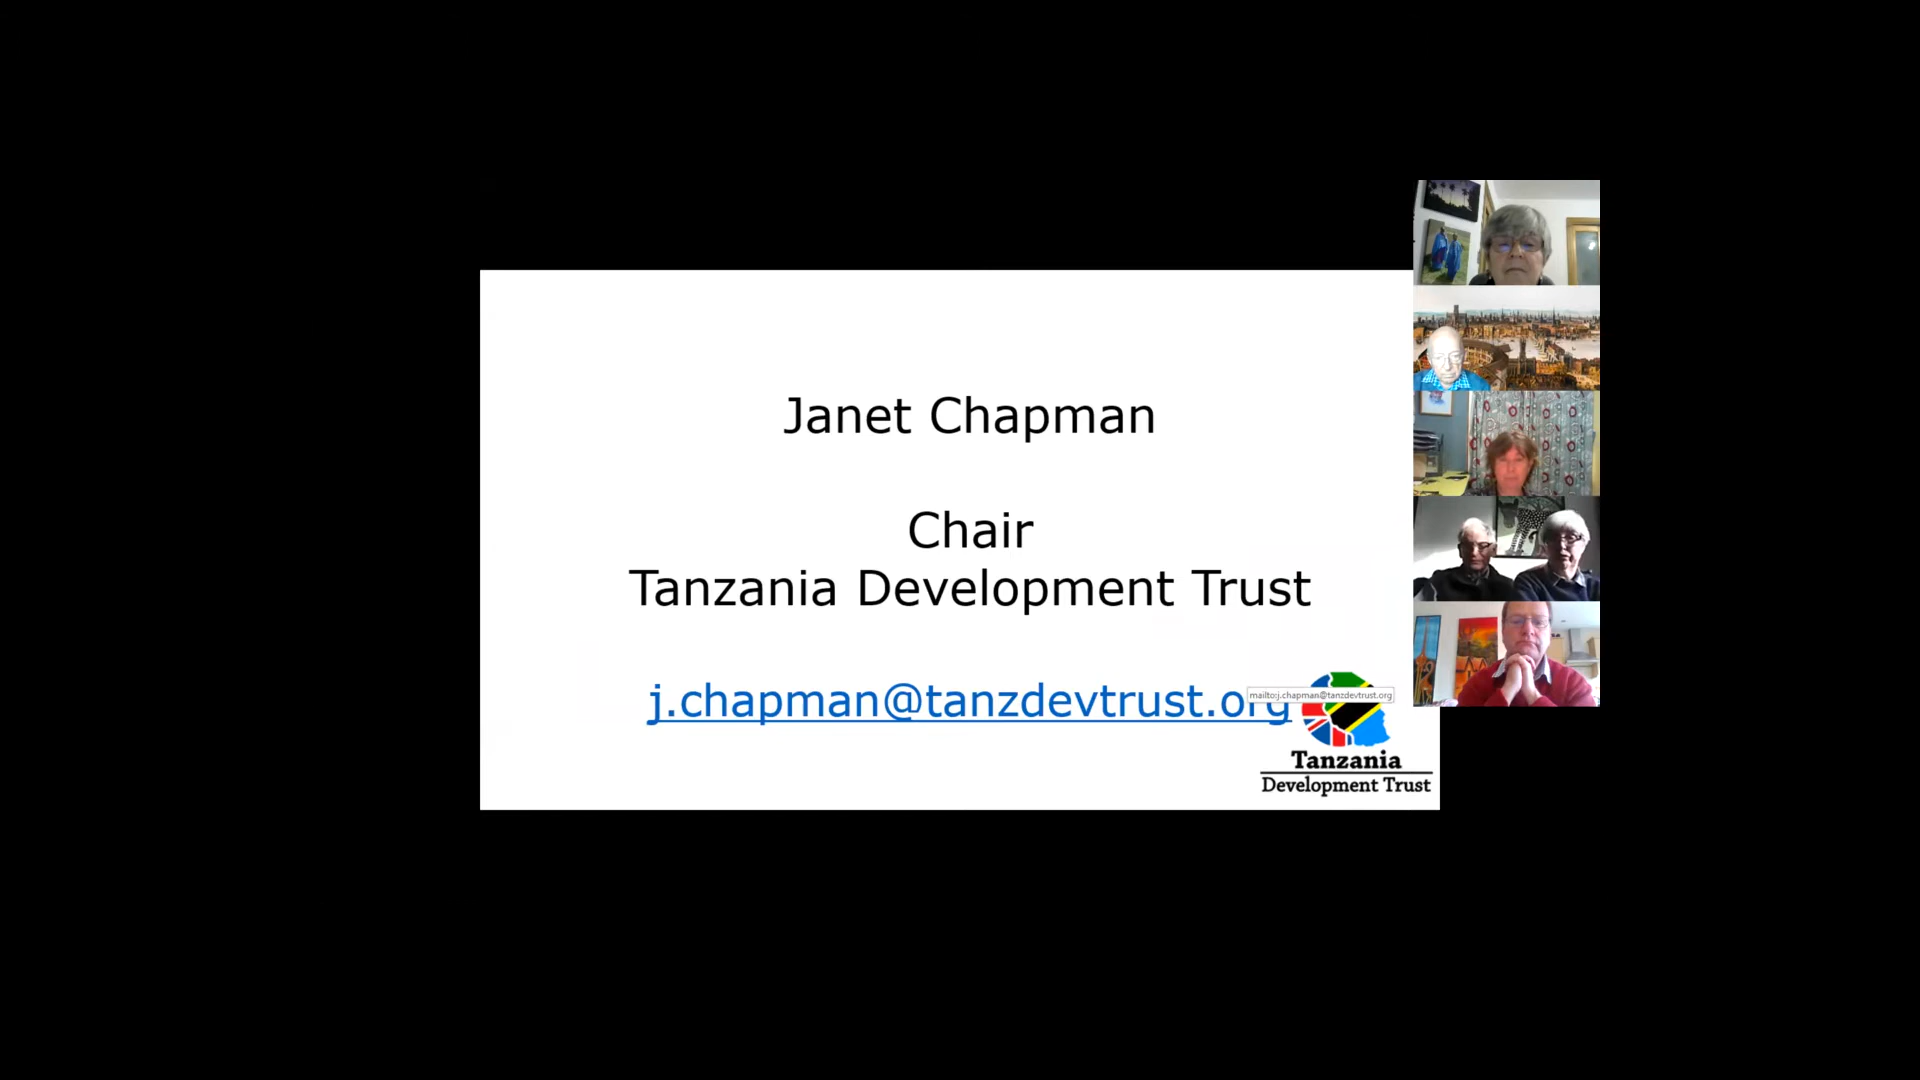 Janet Chapman
Chair
Tanzania Development Trust
j.chapman@tanzdevtrust.org
mailto:j.chapman@tanzdevtrust.org
Tanzania
Development Trust